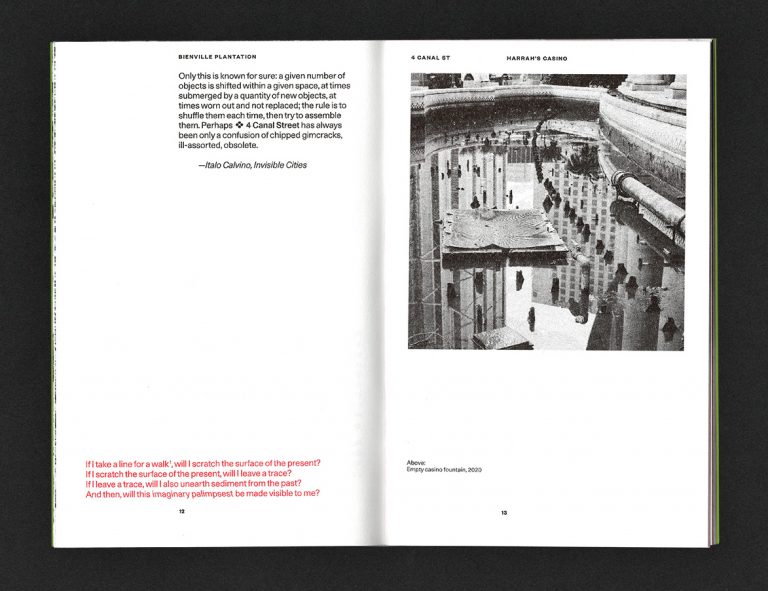 BIENVILLE PLANTATION
Only this is known for sure: a given number of
objects is shifted within a given space, at times
submerged by a quantity of new objects, at
times worn out and not replaced; the rule is to
shuffle them each time, then try to assemble
them. Perhaps ❖ 4 Canal Street has always
been only a confusion of chipped gimcracks,
ill-assorted, obsolete.
—Italo Calvino, Invisible Cities
If I take a line for a walk¹, will I scratch the surface of the present?
If I scratch the surface of the present, will I leave a trace?
If I leave a trace, will I also unearth sediment from the past?
And then, will this imaginary palimpsest be made visible to me?
12
4 CANAL ST HARRAH'S CASINO
Above:
Empty casino fountain, 2020
13